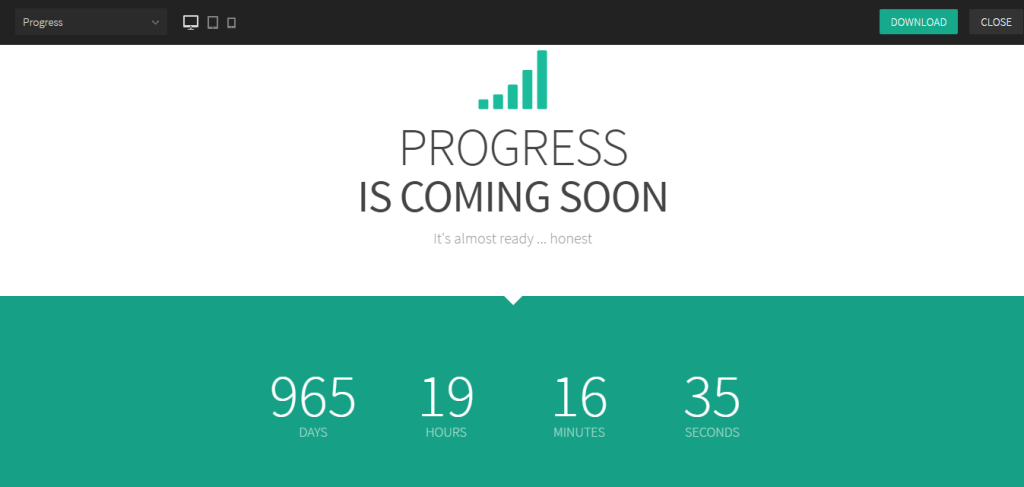 Progress
DOWNLOAD
CLOSE
PROGRESS
IS COMING SOON
It's almost ready ... honest
965 19 16 35
DAYS HOURS MINUTES SECONDS